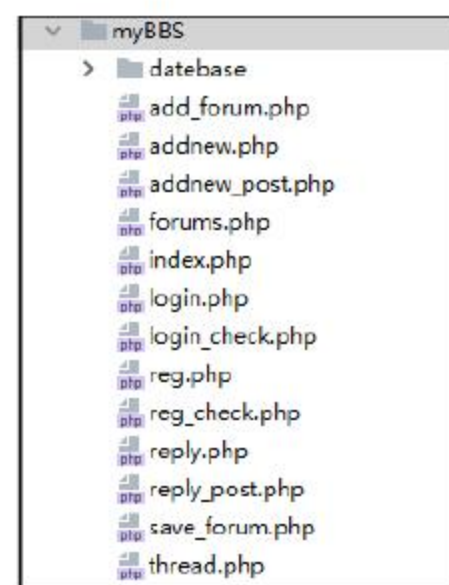 myBBS
datebase
add_forum.php
addnew.php
addnew_post.php
forums.php
index.php
login.php
login_check.php
reg.php
reg_check.php
reply.php
reply_post.php
save_forum.php
thread.php